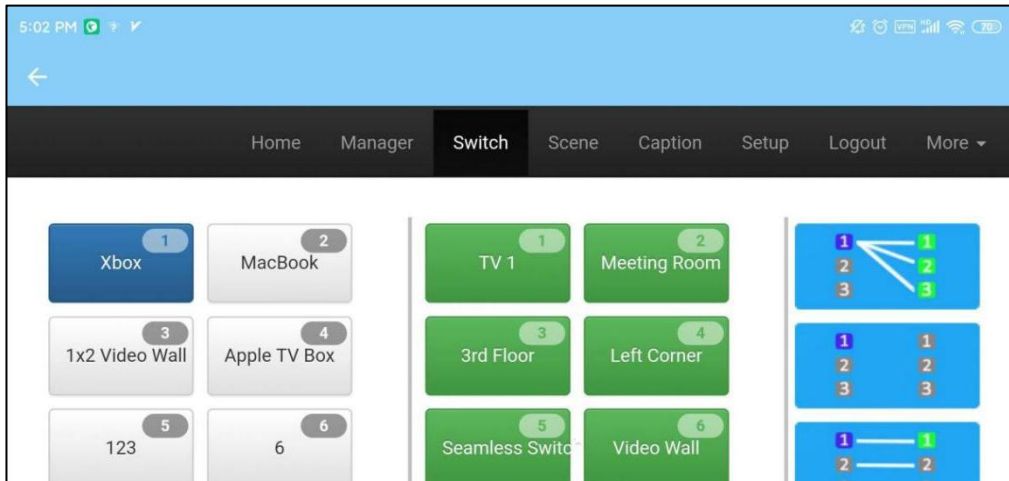 5:02 PM VPN HD 70
Home Manager Switch Scene Caption Setup Logout More
1 2 1 2 1 1
Xbox MacBook TV 1 Meeting Room 2 2
3 3
3 4 3 4
1x2 Video Wall Apple TV Box 3rd Floor Left Corner 1 1
2 2
3 3
5 6 5 6
123 6 Seamless Switc Video Wall 1 1
2 2